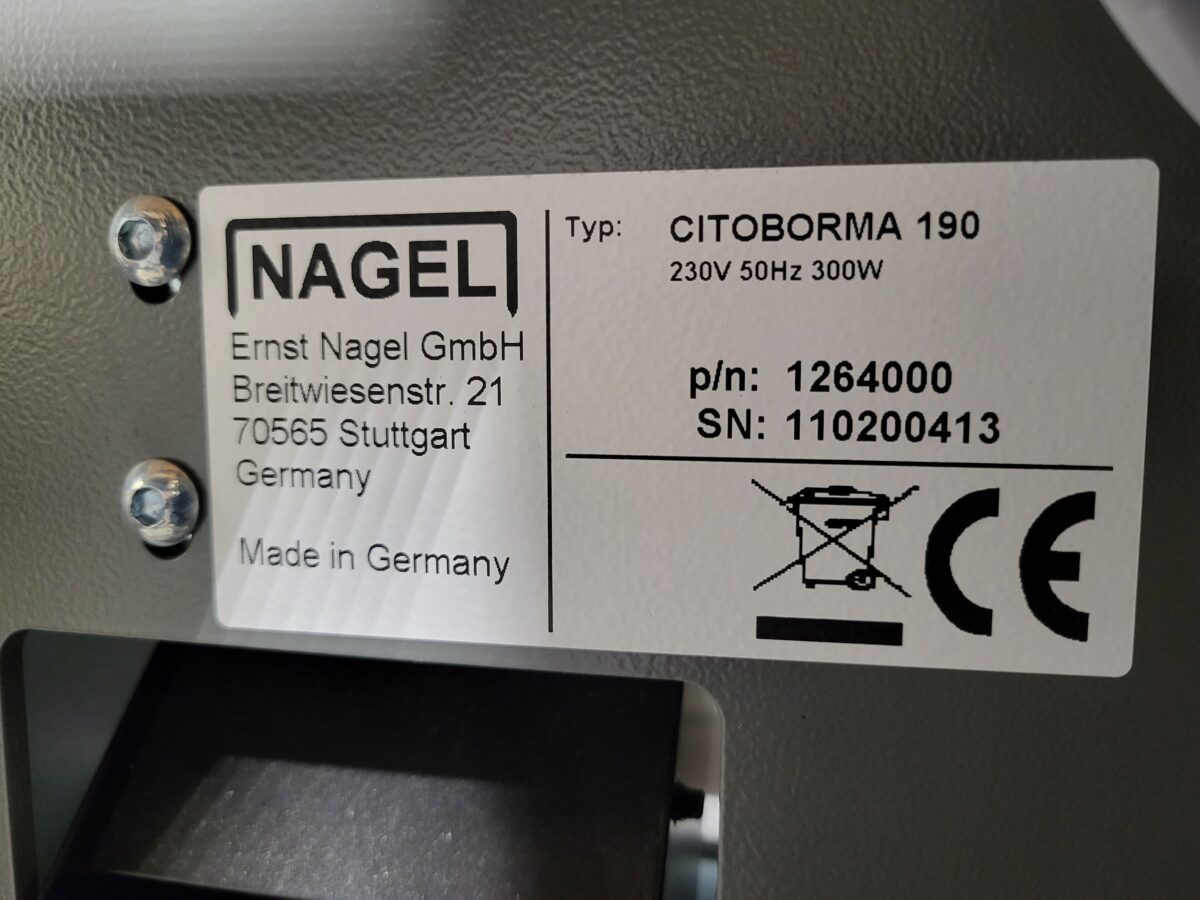 NAGEL
Ernst Nagel GmbH
Breitwiesenstr. 21
70565 Stuttgart
Germany
Made in Germany
Typ: CITOBORMA 190
230V 50Hz 300W
p/n: 1264000
SN: 110200413
CE